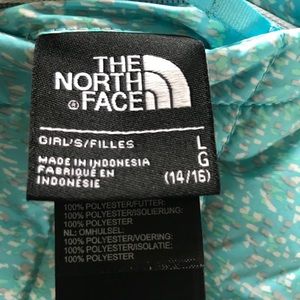 THE
NORTH
FACE
®
GIRL'S/FILLES
L
MADE IN INDONESIA
G
FABRIQUÉ EN
INDONÉSIE
(14/16)
100% POLYESTER/FUTTER:
100% POLYESTER/ISOLIERUNG:
100% POLYESTER
NL: OMHULSEL:
100% POLYESTER/VOERING:
100% POLYESTER/ISOLATIE:
100% POLYESTER